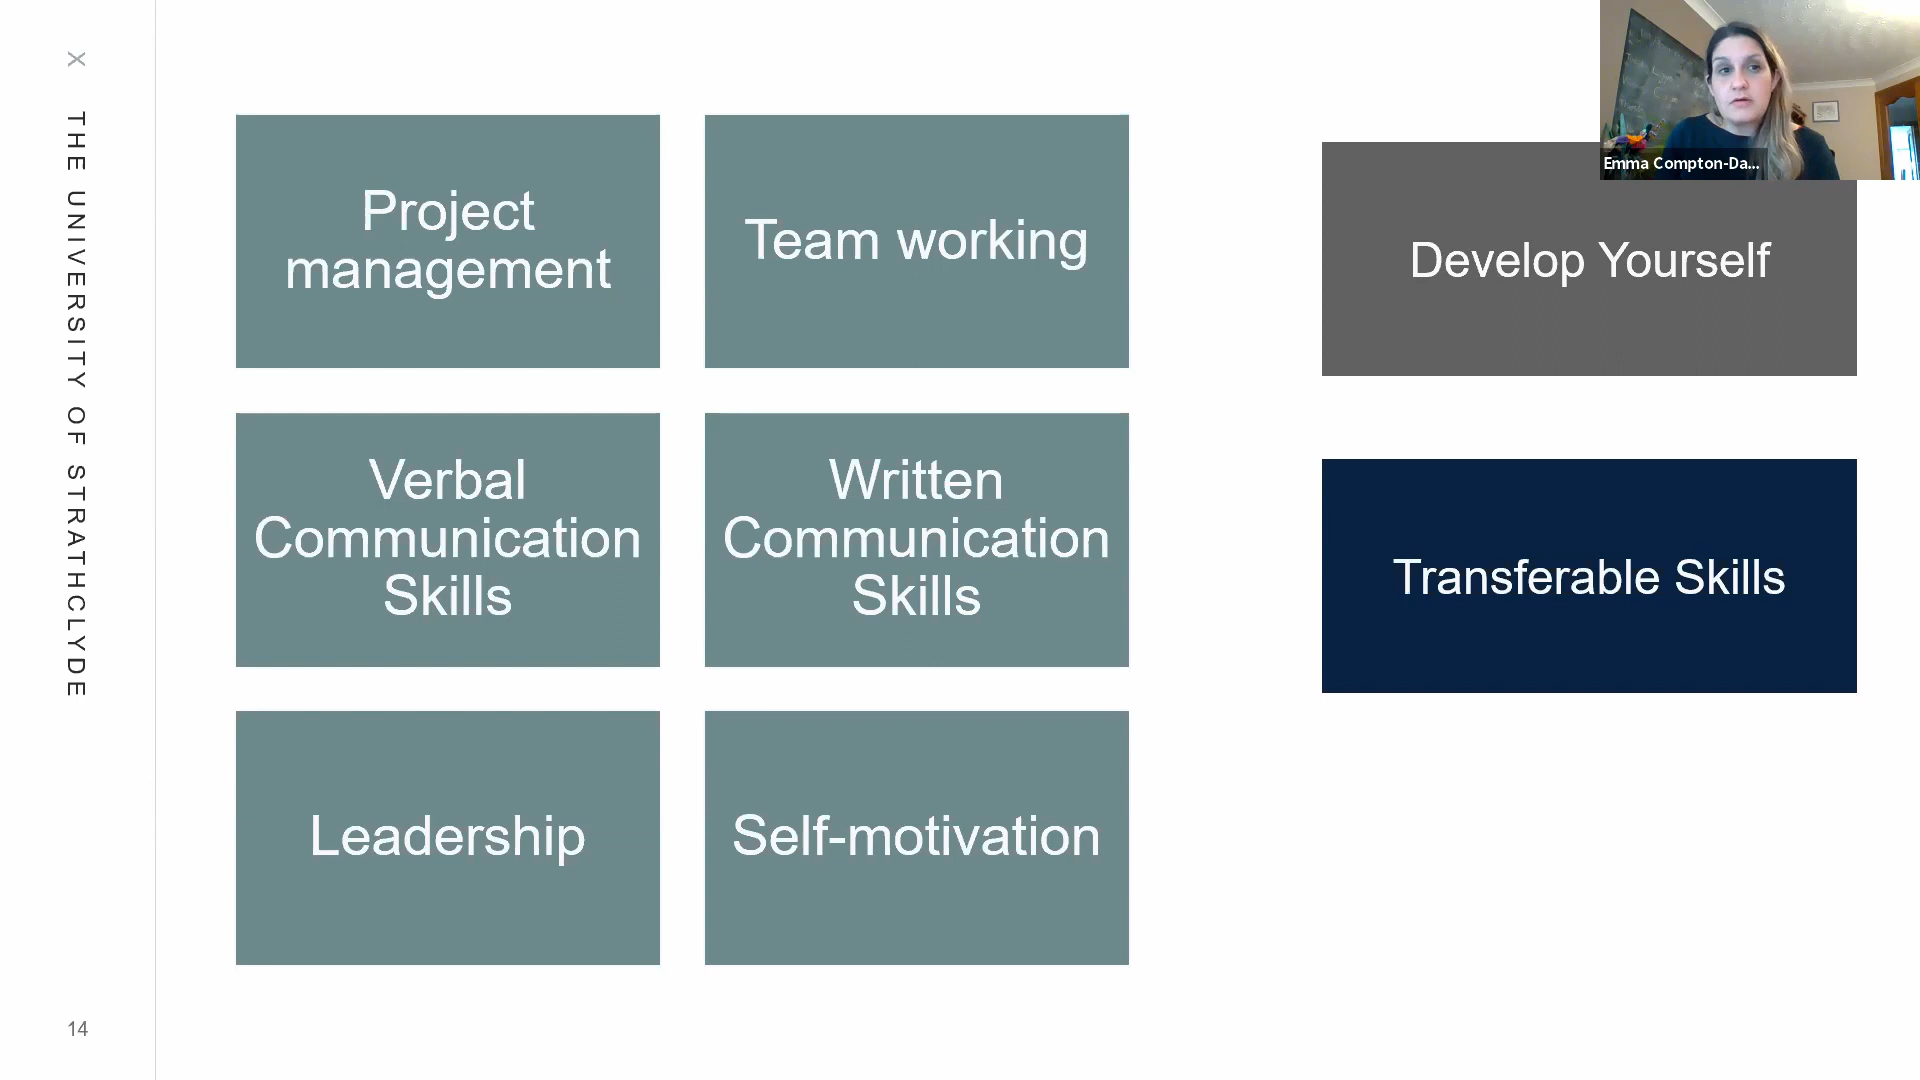 X
THE UNIVERSITY OF STRATHCLYDE
Project
management
Team working
Verbal
Communication
Skills
Written
Communication
Skills
Leadership
Self-motivation
Develop Yourself
Transferable Skills
Emma Compton-Da...
14